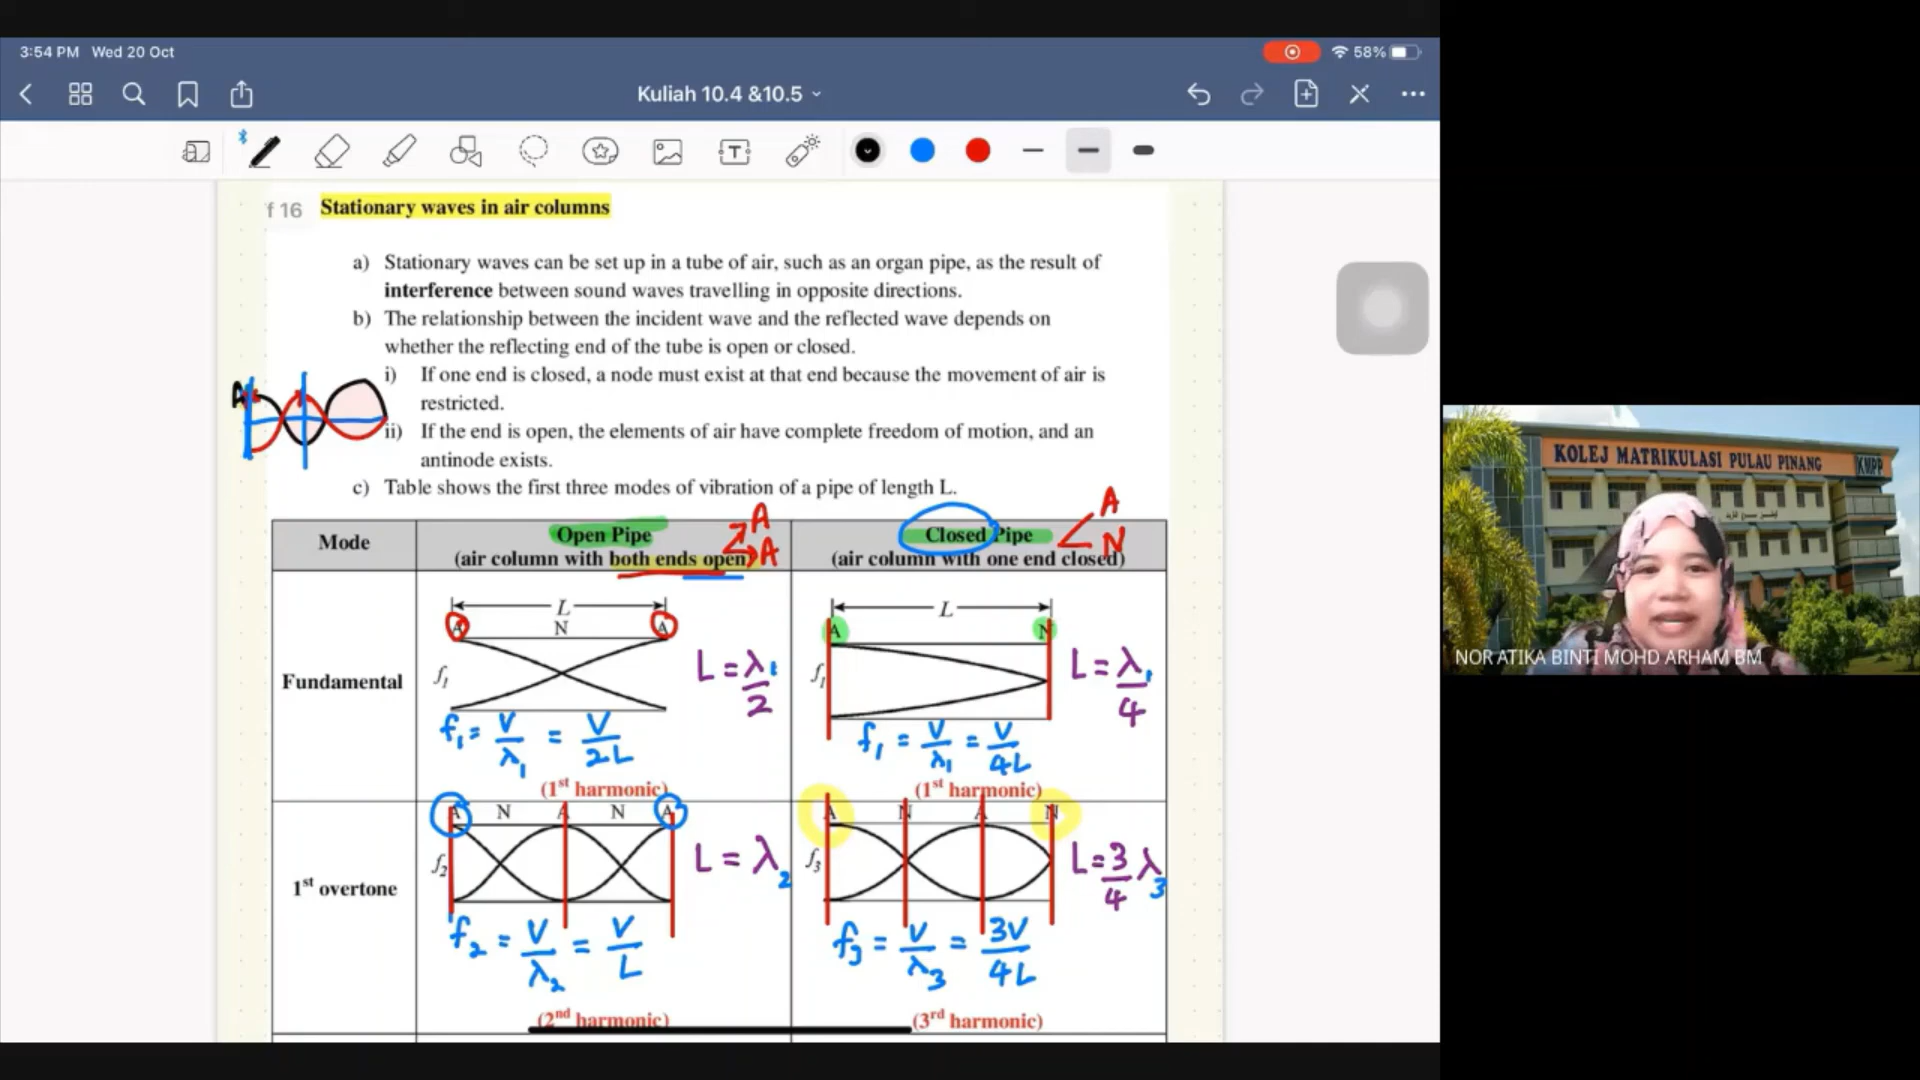 3:54 PM Wed 20 Oct
58%
Kuliah 10.4 &10.5
T
f 16 Stationary waves in air columns
a) Stationary waves can be set up in a tube of air, such as an organ pipe, as the result of
interference between sound waves travelling in opposite directions.
b) The relationship between the incident wave and the reflected wave depends on
whether the reflecting end of the tube is open or closed.
i) If one end is closed, a node must exist at that end because the movement of air is
restricted.
A
ii) If the end is open, the elements of air have complete freedom of motion, and an
antinode exists.
c) Table shows the first three modes of vibration of a pipe of length L.
Mode
Open Pipe
(air column with both ends open)
A
A
Closed Pipe
(air column with one end closed)
A
N
Fundamental
L
A N A
f₁
L = λ₁/2
f₁ = V/λ₁ = V/2L
(1st harmonic)
L
A N
f₁
L = λ₁/4
f₁ = V/λ₁ = V/4L
(1st harmonic)
1st overtone
A N A N A
f₂
L = λ₂
f₂ = V/λ₂ = V/L
(2nd harmonic)
A N A N
f₃
L = 3/4 λ₃
f₃ = V/λ₃ = 3V/4L
(3rd harmonic)
KOLEJ MATRIKULASI PULAU PINANG KMPP
NOR ATIKA BINTI MOHD ARHAM BM